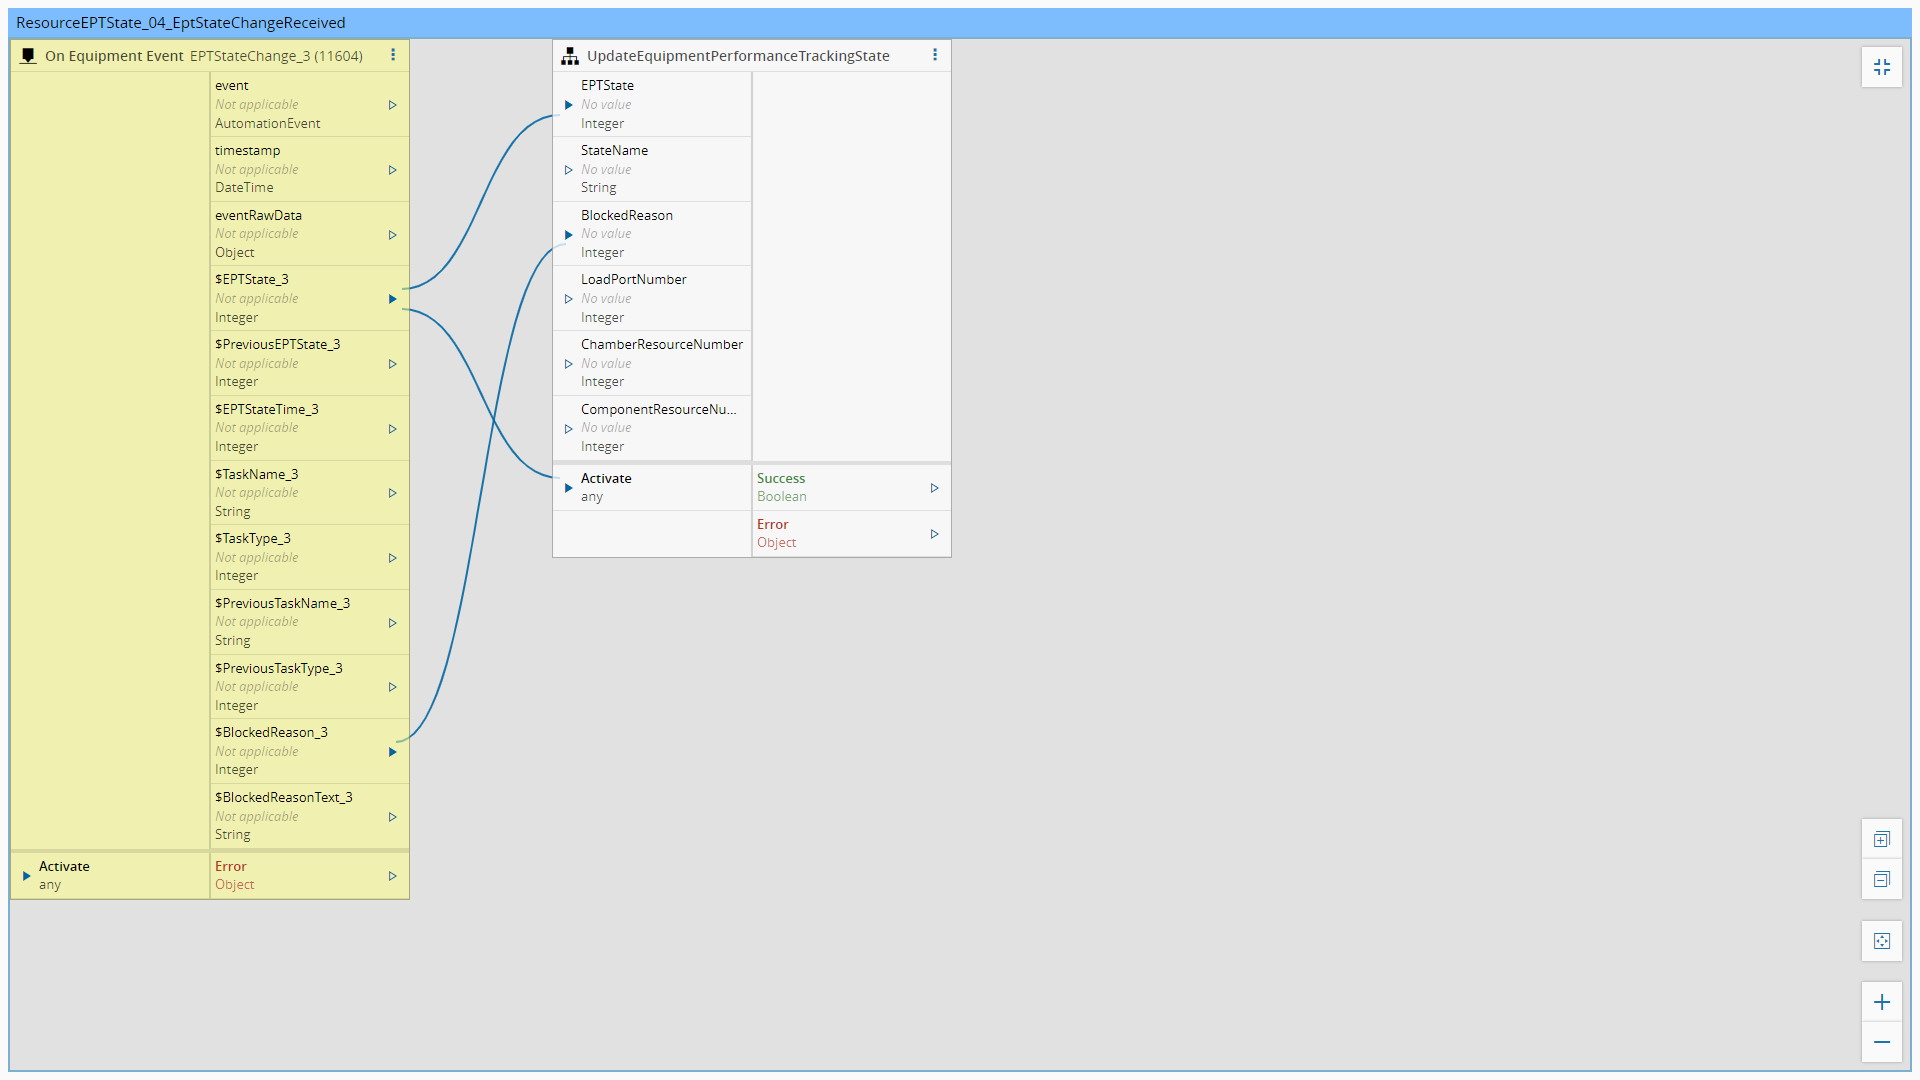 ResourceEPTState_04_EptStateChangeReceived
On Equipment Event EPTStateChange_3 (11604)
event
Not applicable
AutomationEvent
timestamp
Not applicable
DateTime
eventRawData
Not applicable
Object
$EPTState_3
Not applicable
Integer
$PreviousEPTState_3
Not applicable
Integer
$EPTStateTime_3
Not applicable
Integer
$TaskName_3
Not applicable
String
$TaskType_3
Not applicable
Integer
$PreviousTaskName_3
Not applicable
String
$PreviousTaskType_3
Not applicable
Integer
$BlockedReason_3
Not applicable
Integer
$BlockedReasonText_3
Not applicable
String
Activate
any
Error
Object
UpdateEquipmentPerformanceTrackingState
EPTState
No value
Integer
StateName
No value
String
BlockedReason
No value
Integer
LoadPortNumber
No value
Integer
ChamberResourceNumber
No value
Integer
ComponentResourceNu...
No value
Integer
Activate
any
Success
Boolean
Error
Object